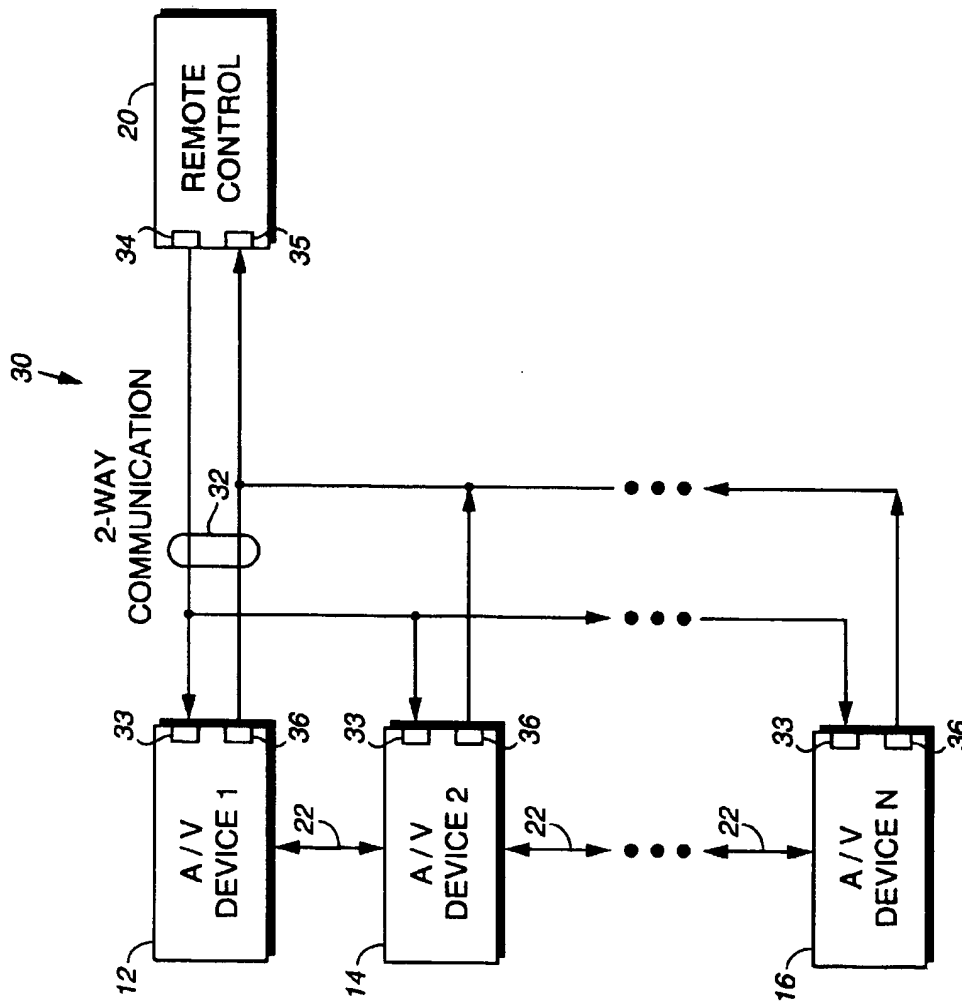 30
2-WAY
COMMUNICATION
32
12
A / V
DEVICE 1
33
36
34
35
20
REMOTE
CONTROL
22
14
A / V
DEVICE 2
33
36
22
22
16
A / V
DEVICE N
33
36